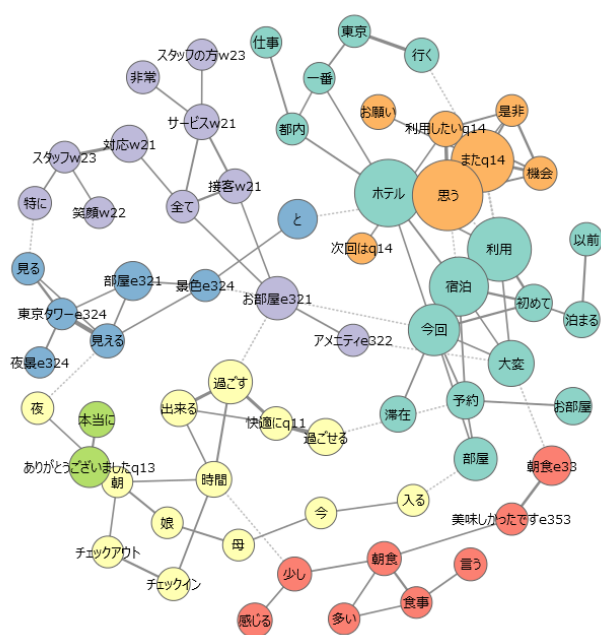 東京
仕事
行く
スタッフの方w23
非常
一番
お願い
是非
サービスw21
都内
利用したいq14
対応w21
またq14
スタッフw23
機会
接客w21
ホテル
思う
全て
特に
笑顔w22
と
次回はq14
利用
以前
見る
部屋e321
景色e324
お部屋e321
宿泊
初めて
東京タワーe324
泊まる
見える
今回
アメニティe322
夜景e324
大変
過ごす
予約
夜
本当に
出来る
快適にq11
滞在
お部屋
過ごせる
ありがとうございましたq13
部屋
朝食e33
朝
時間
入る
今
娘
美味しかったですe353
母
チェックアウト
チェックイン
少し
朝食
言う
感じる
多い
食事